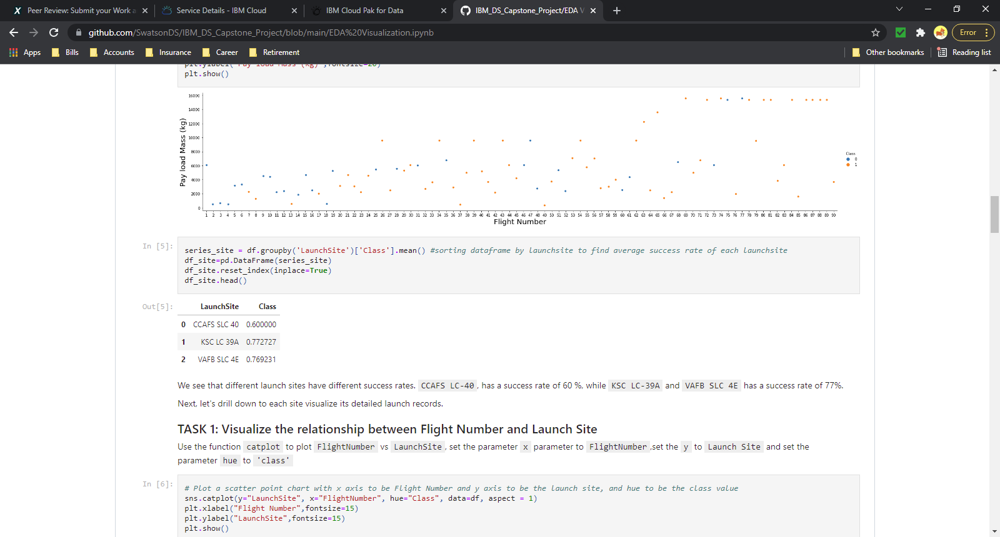 Peer Review: Submit your Work a
Service Details - IBM Cloud
IBM Cloud Pak for Data
IBM_DS_Capstone_Project/EDA V
github.com/SwatsonDS/IBM_DS_Capstone_Project/blob/main/EDA%20Visualization.ipynb
Error
Apps
Bills
Accounts
Insurance
Career
Retirement
Other bookmarks
Reading list
plt.ylabel("Pay load Mass (kg)",fontsize=20)
plt.show()
16000
14000
12000
10000
8000
6000
4000
2000
0
Pay load Mass (kg)
Class
0
1
1 2 3 4 5 6 7 8 9 10 11 12 13 14 15 16 17 18 19 20 21 22 23 24 25 26 27 28 29 30 31 32 33 34 35 36 37 38 39 40 41 42 43 44 45 46 47 48 49 50 51 52 53 54 55 56 57 58 59 60 61 62 63 64 65 66 67 68 69 70 71 72 73 74 75 76 77 78 79 80 81 82 83 84 85 86 87 88 89 90
Flight Number
In [5]:
series_site = df.groupby('LaunchSite')['Class'].mean() #sorting dataframe by launchsite to find average success rate of each launchsite
df_site=pd.DataFrame(series_site)
df_site.reset_index(inplace=True)
df_site.head()
Out[5]:
LaunchSite Class
0 CCAFS SLC 40 0.600000
1 KSC LC 39A 0.772727
2 VAFB SLC 4E 0.769231
We see that different launch sites have different success rates. CCAFS LC-40 , has a success rate of 60 %, while KSC LC-39A and VAFB SLC 4E has a success rate of 77%.
Next, let's drill down to each site visualize its detailed launch records.
TASK 1: Visualize the relationship between Flight Number and Launch Site
Use the function catplot to plot FlightNumber vs LaunchSite , set the parameter x parameter to FlightNumber ,set the y to Launch Site and set the
parameter hue to 'class'
In [6]:
# Plot a scatter point chart with x axis to be Flight Number and y axis to be the launch site, and hue to be the class value
sns.catplot(y="LaunchSite", x="FlightNumber", hue="Class", data=df, aspect = 1)
plt.xlabel("Flight Number",fontsize=15)
plt.ylabel("LaunchSite",fontsize=15)
plt.show()